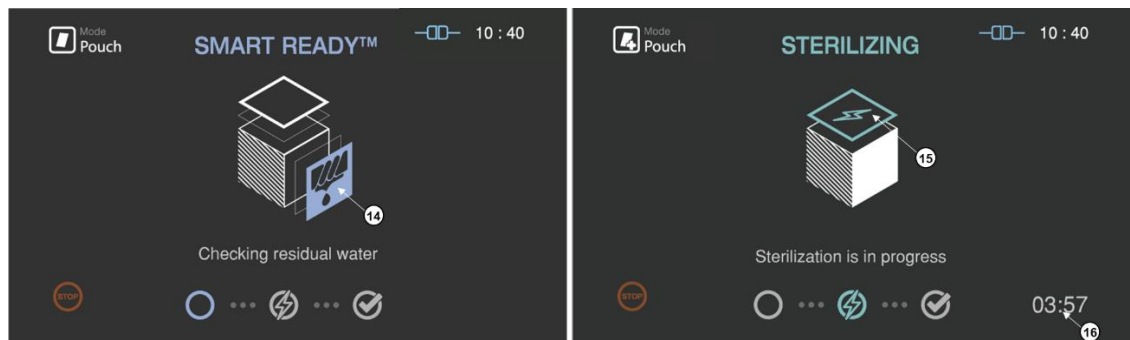 Mode
Pouch
SMART READY™
10 : 40
14
Checking residual water
STOP
Mode
Pouch
STERILIZING
10 : 40
15
Sterilization is in progress
STOP
03:57
16